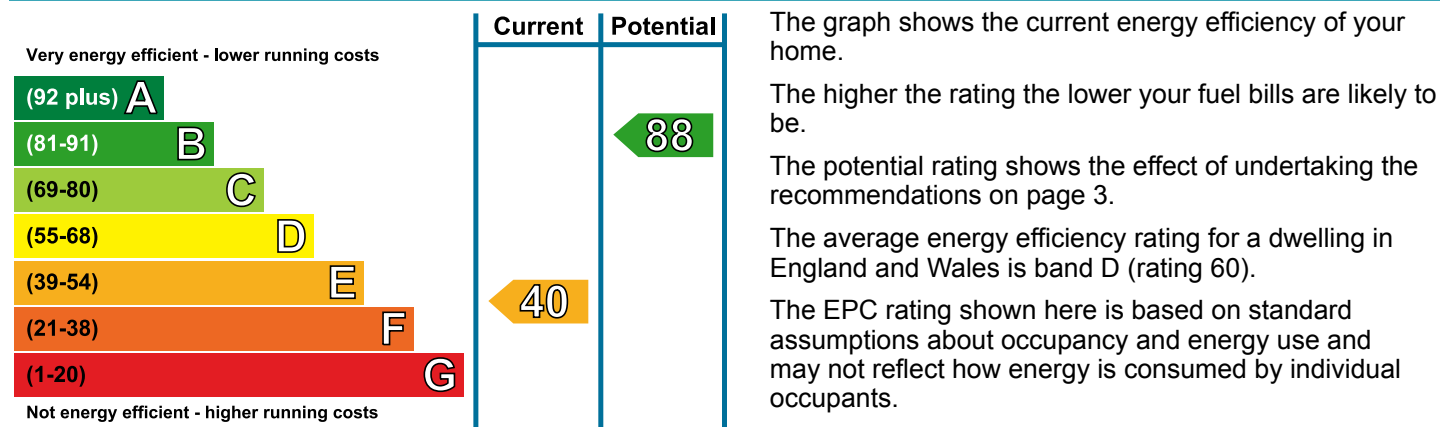 Current Potential
Very energy efficient - lower running costs
(92 plus) A
(81-91) B
88
(69-80) C
(55-68) D
(39-54) E
40
(21-38) F
(1-20) G
Not energy efficient - higher running costs
The graph shows the current energy efficiency of your
home.
The higher the rating the lower your fuel bills are likely to
be.
The potential rating shows the effect of undertaking the
recommendations on page 3.
The average energy efficiency rating for a dwelling in
England and Wales is band D (rating 60).
The EPC rating shown here is based on standard
assumptions about occupancy and energy use and
may not reflect how energy is consumed by individual
occupants.